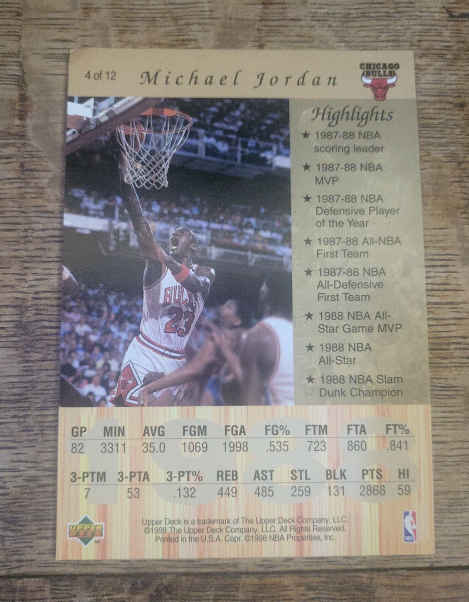 4 of 12 Michael Jordan CHICAGO BULLS
Highlights
★ 1987-88 NBA
scoring leader
★ 1987-88 NBA
MVP
★ 1987-88 NBA
Defensive Player
of the Year
★ 1987-88 All-NBA
First Team
★ 1987-88 NBA
All-Defensive
First Team
★ 1988 NBA All-
Star Game MVP
★ 1988 NBA
All-Star
★ 1988 NBA Slam
Dunk Champion
BULLS
23
GP MIN AVG FGM FGA FG% FTM FTA FT%
82 3311 35.0 1069 1998 .535 723 860 .841
3-PTM 3-PTA 3-PT% REB AST STL BLK PTS HI
7 53 .132 449 485 259 131 2868 59
UPPER DECK
Upper Deck is a trademark of The Upper Deck Company, LLC.
©1998 The Upper Deck Company, LLC. All Rights Reserved.
Printed in the U.S.A. Copr. ©1998 NBA Properties, Inc.
NBA